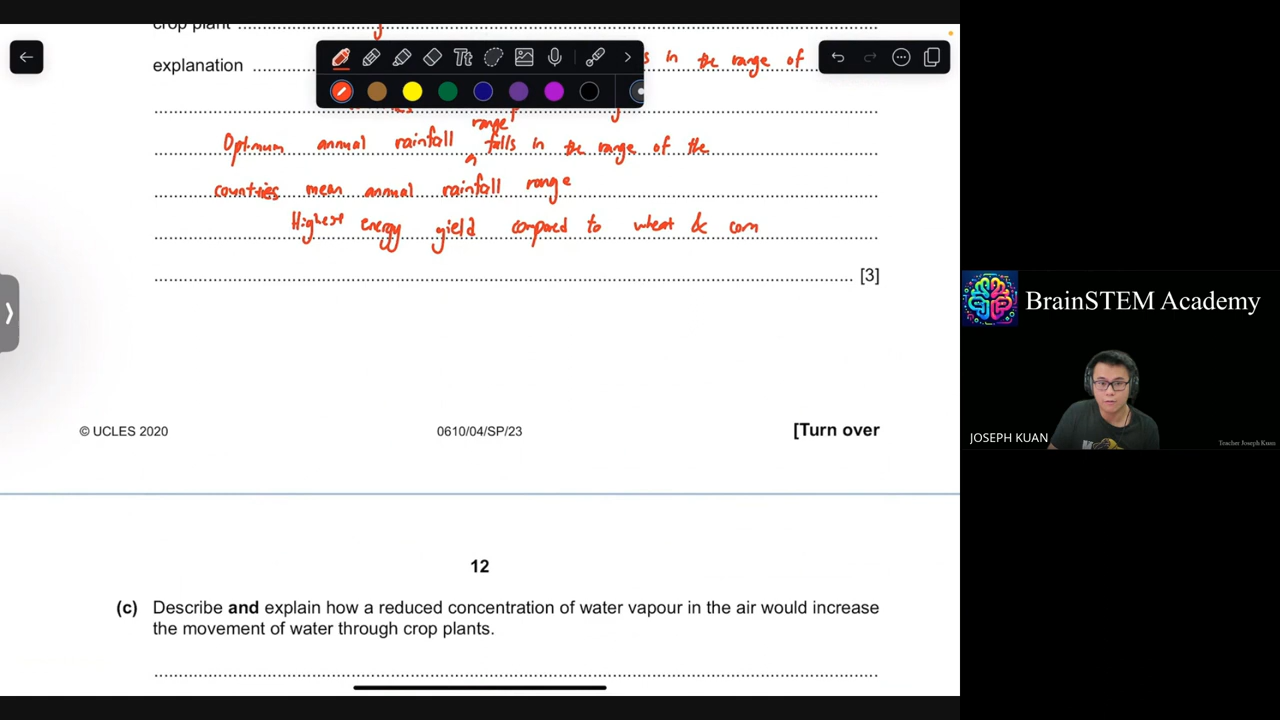 crop plant
explanation
in the range of
range
Optimum annual rainfall falls in the range of the
countries mean annual rainfall range
Highest energy yield compared to wheat & corn
[3]
© UCLES 2020 0610/04/SP/23 [Turn over
12
(c) Describe and explain how a reduced concentration of water vapour in the air would increase
the movement of water through crop plants.
Tt
BrainSTEM Academy
JOSEPH KUAN
Teacher Joseph Kuan